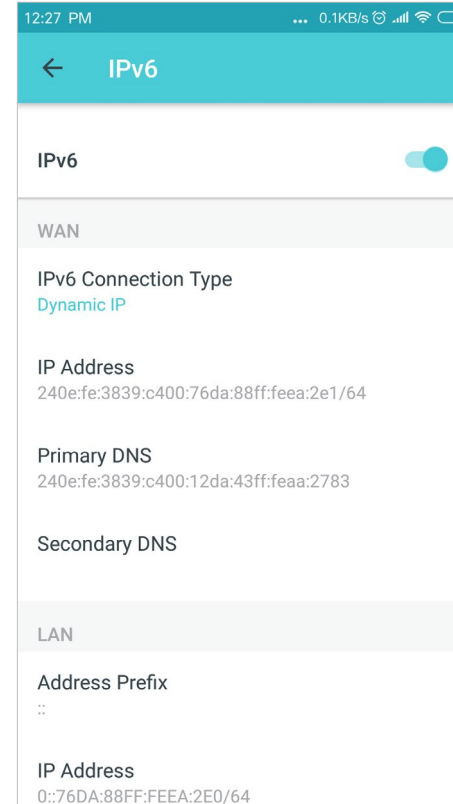 12:27 PM ... 0.1KB/s
IPv6
IPv6
WAN
IPv6 Connection Type
Dynamic IP
IP Address
240e:fe:3839:c400:76da:88ff:feea:2e1/64
Primary DNS
240e:fe:3839:c400:12da:43ff:feaa:2783
Secondary DNS
LAN
Address Prefix
::
IP Address
0::76DA:88FF:FEEA:2E0/64